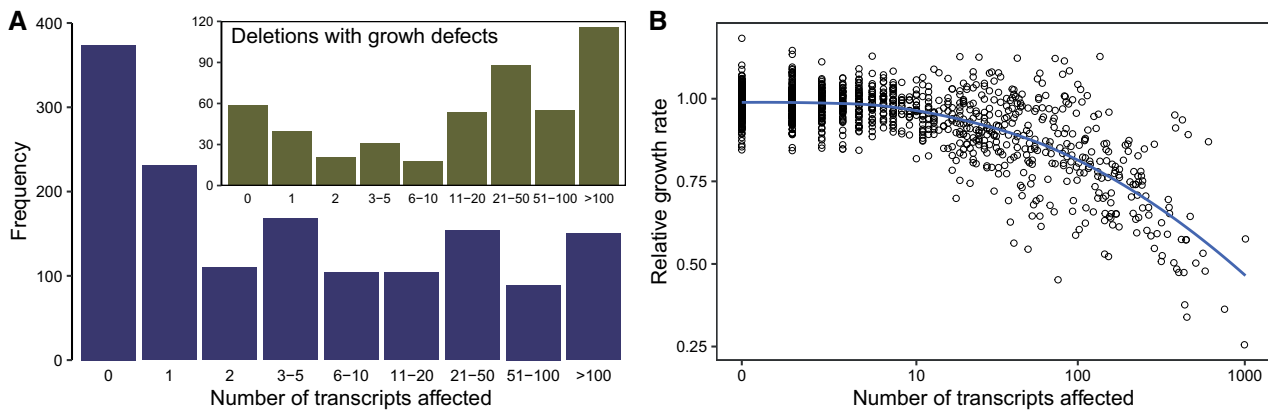 A
400
300
200
100
0
Frequency
0 1 2 3−5 6−10 11−20 21−50 51−100 >100
Number of transcripts affected
Deletions with growh defects
120
90
60
30
0
0 1 2 3−5 6−10 11−20 21−50 51−100 >100
B
1.00
0.75
0.50
0.25
Relative growth rate
0 10 100 1000
Number of transcripts affected